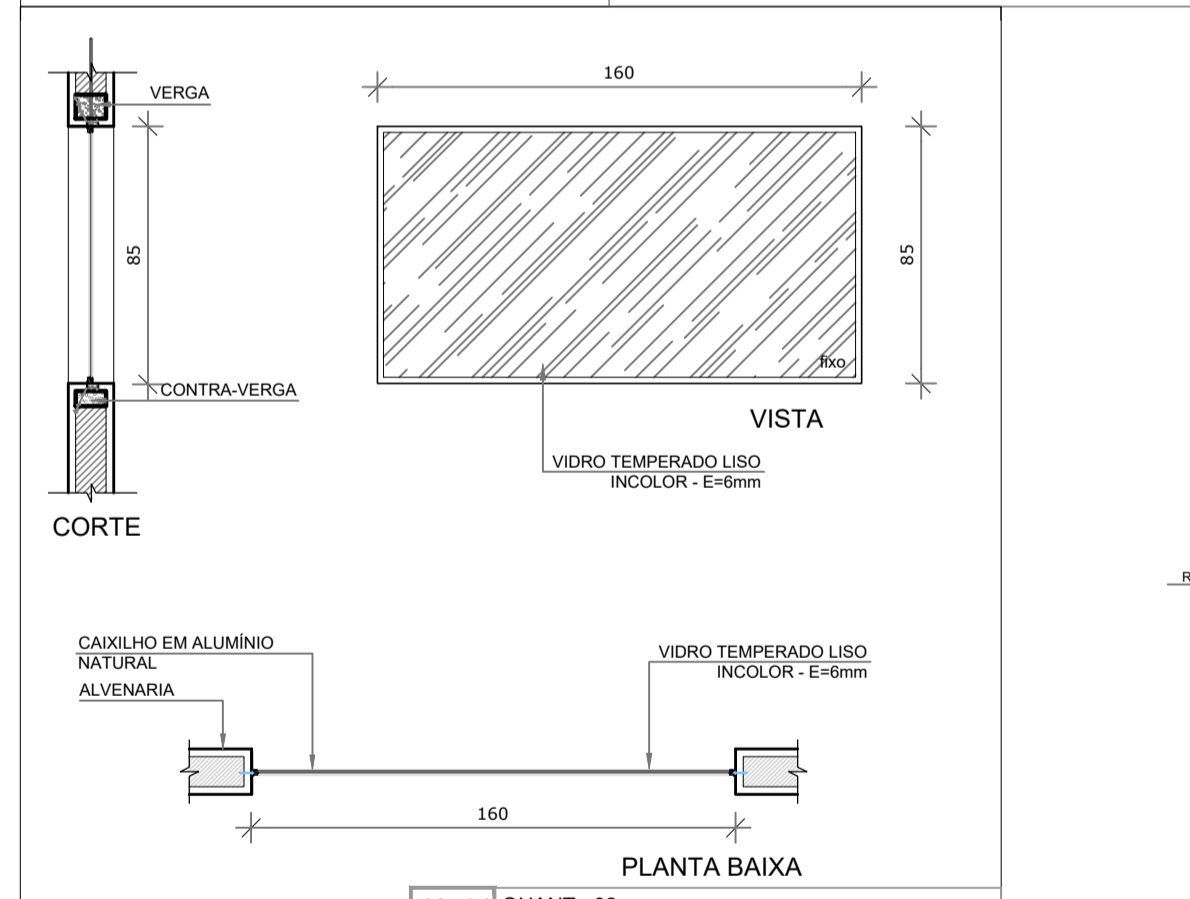 160
VERGA
85
85
CONTRA-VERGA
fixo
VISTA
VIDRO TEMPERADO LISO
INCOLOR - E=6mm
CORTE
CAIXILHO EM ALUMÍNIO
NATURAL
ALVENARIA
VIDRO TEMPERADO LISO
INCOLOR - E=6mm
160
PLANTA BAIXA
R